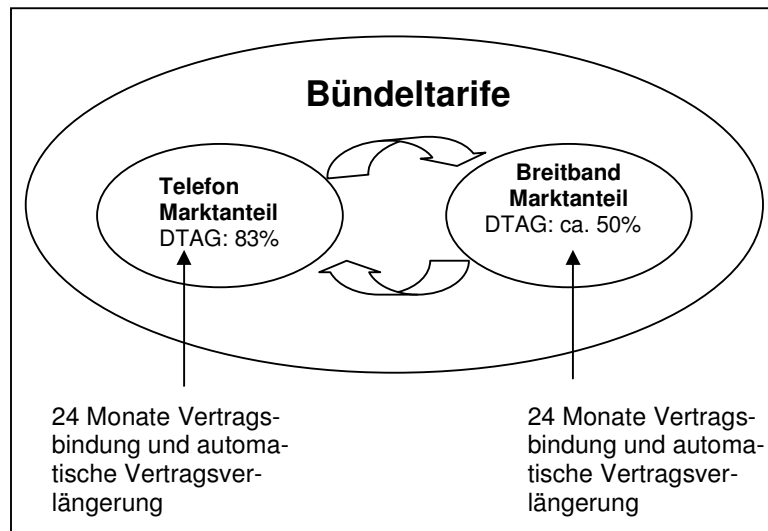 Bündeltarife
Telefon
Marktanteil
DTAG: 83%
Breitband
Marktanteil
DTAG: ca. 50%
24 Monate Vertrags-
bindung und automa-
tische Vertragsver-
längerung
24 Monate Vertrags-
bindung und automa-
tische Vertragsver-
längerung